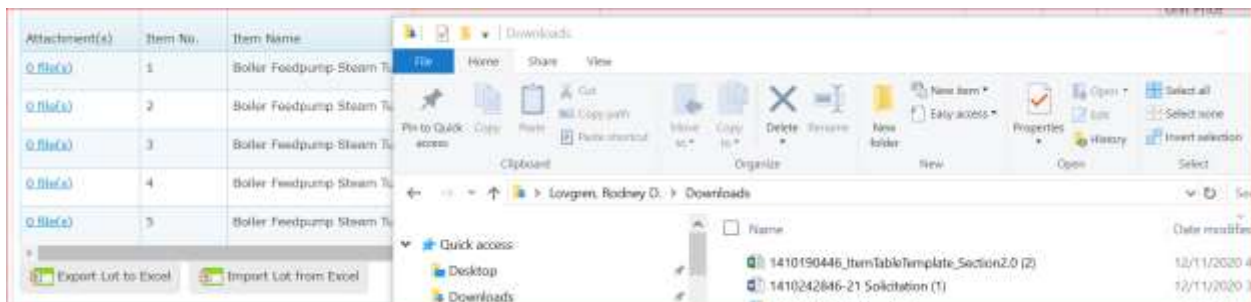 Unit Price
Attachment(s) Item No. Item Name
0 file(s) 1 Boiler Feedpump Steam Tu
0 file(s) 2 Boiler Feedpump Steam Tu
0 file(s) 3 Boiler Feedpump Steam Tu
0 file(s) 4 Boiler Feedpump Steam Tu
0 file(s) 5 Boiler Feedpump Steam Tu
Export Lot to Excel Import Lot from Excel
Downloads
File Home Share View
Pin to Quick access
Copy
Paste
Cut
Copy path
Paste shortcut
Clipboard
Move to
Copy to
Delete
Rename
Organize
New folder
New item
Easy access
New
Properties
Open
Edit
History
Open
Select all
Select none
Invert selection
Select
Lovgren, Rodney D. > Downloads
Quick access
Desktop
Downloads
Name Date modified
1410190446_ItemTableTemplate_Section2.0 (2) 12/11/2020 4
1410242846-21 Solicitation (1) 12/11/2020 3